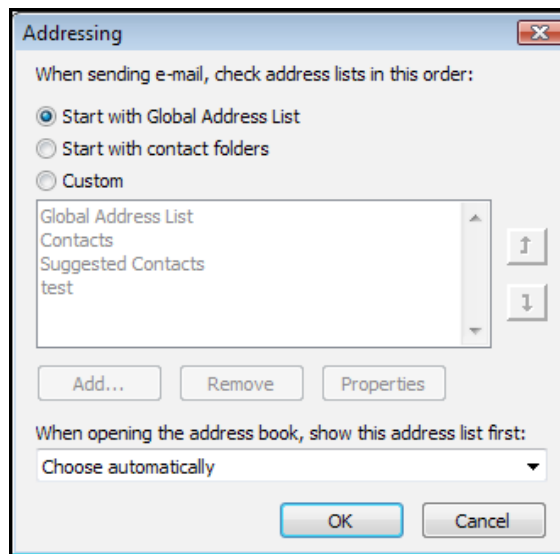 Addressing
When sending e-mail, check address lists in this order:
Start with Global Address List
Start with contact folders
Custom
Global Address List
Contacts
Suggested Contacts
test
Add... Remove Properties
When opening the address book, show this address list first:
Choose automatically
OK Cancel